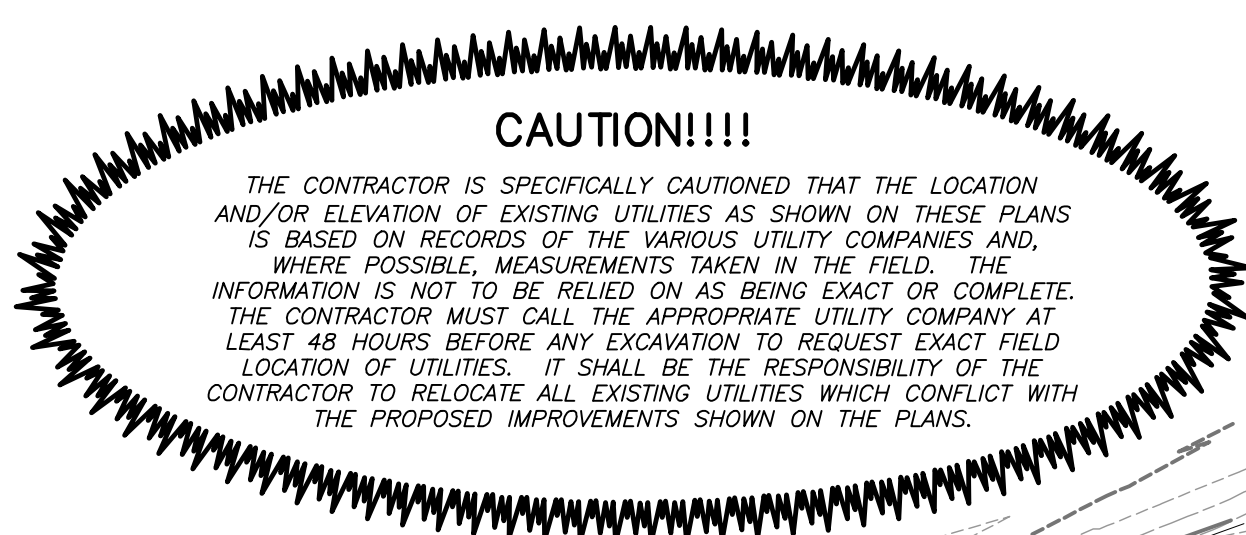 CAUTION!!!!
THE CONTRACTOR IS SPECIFICALLY CAUTIONED THAT THE LOCATION
AND/OR ELEVATION OF EXISTING UTILITIES AS SHOWN ON THESE PLANS
IS BASED ON RECORDS OF THE VARIOUS UTILITY COMPANIES AND,
WHERE POSSIBLE, MEASUREMENTS TAKEN IN THE FIELD. THE
INFORMATION IS NOT TO BE RELIED ON AS BEING EXACT OR COMPLETE.
THE CONTRACTOR MUST CALL THE APPROPRIATE UTILITY COMPANY AT
LEAST 48 HOURS BEFORE ANY EXCAVATION TO REQUEST EXACT FIELD
LOCATION OF UTILITIES. IT SHALL BE THE RESPONSIBILITY OF THE
CONTRACTOR TO RELOCATE ALL EXISTING UTILITIES WHICH CONFLICT WITH
THE PROPOSED IMPROVEMENTS SHOWN ON THE PLANS.